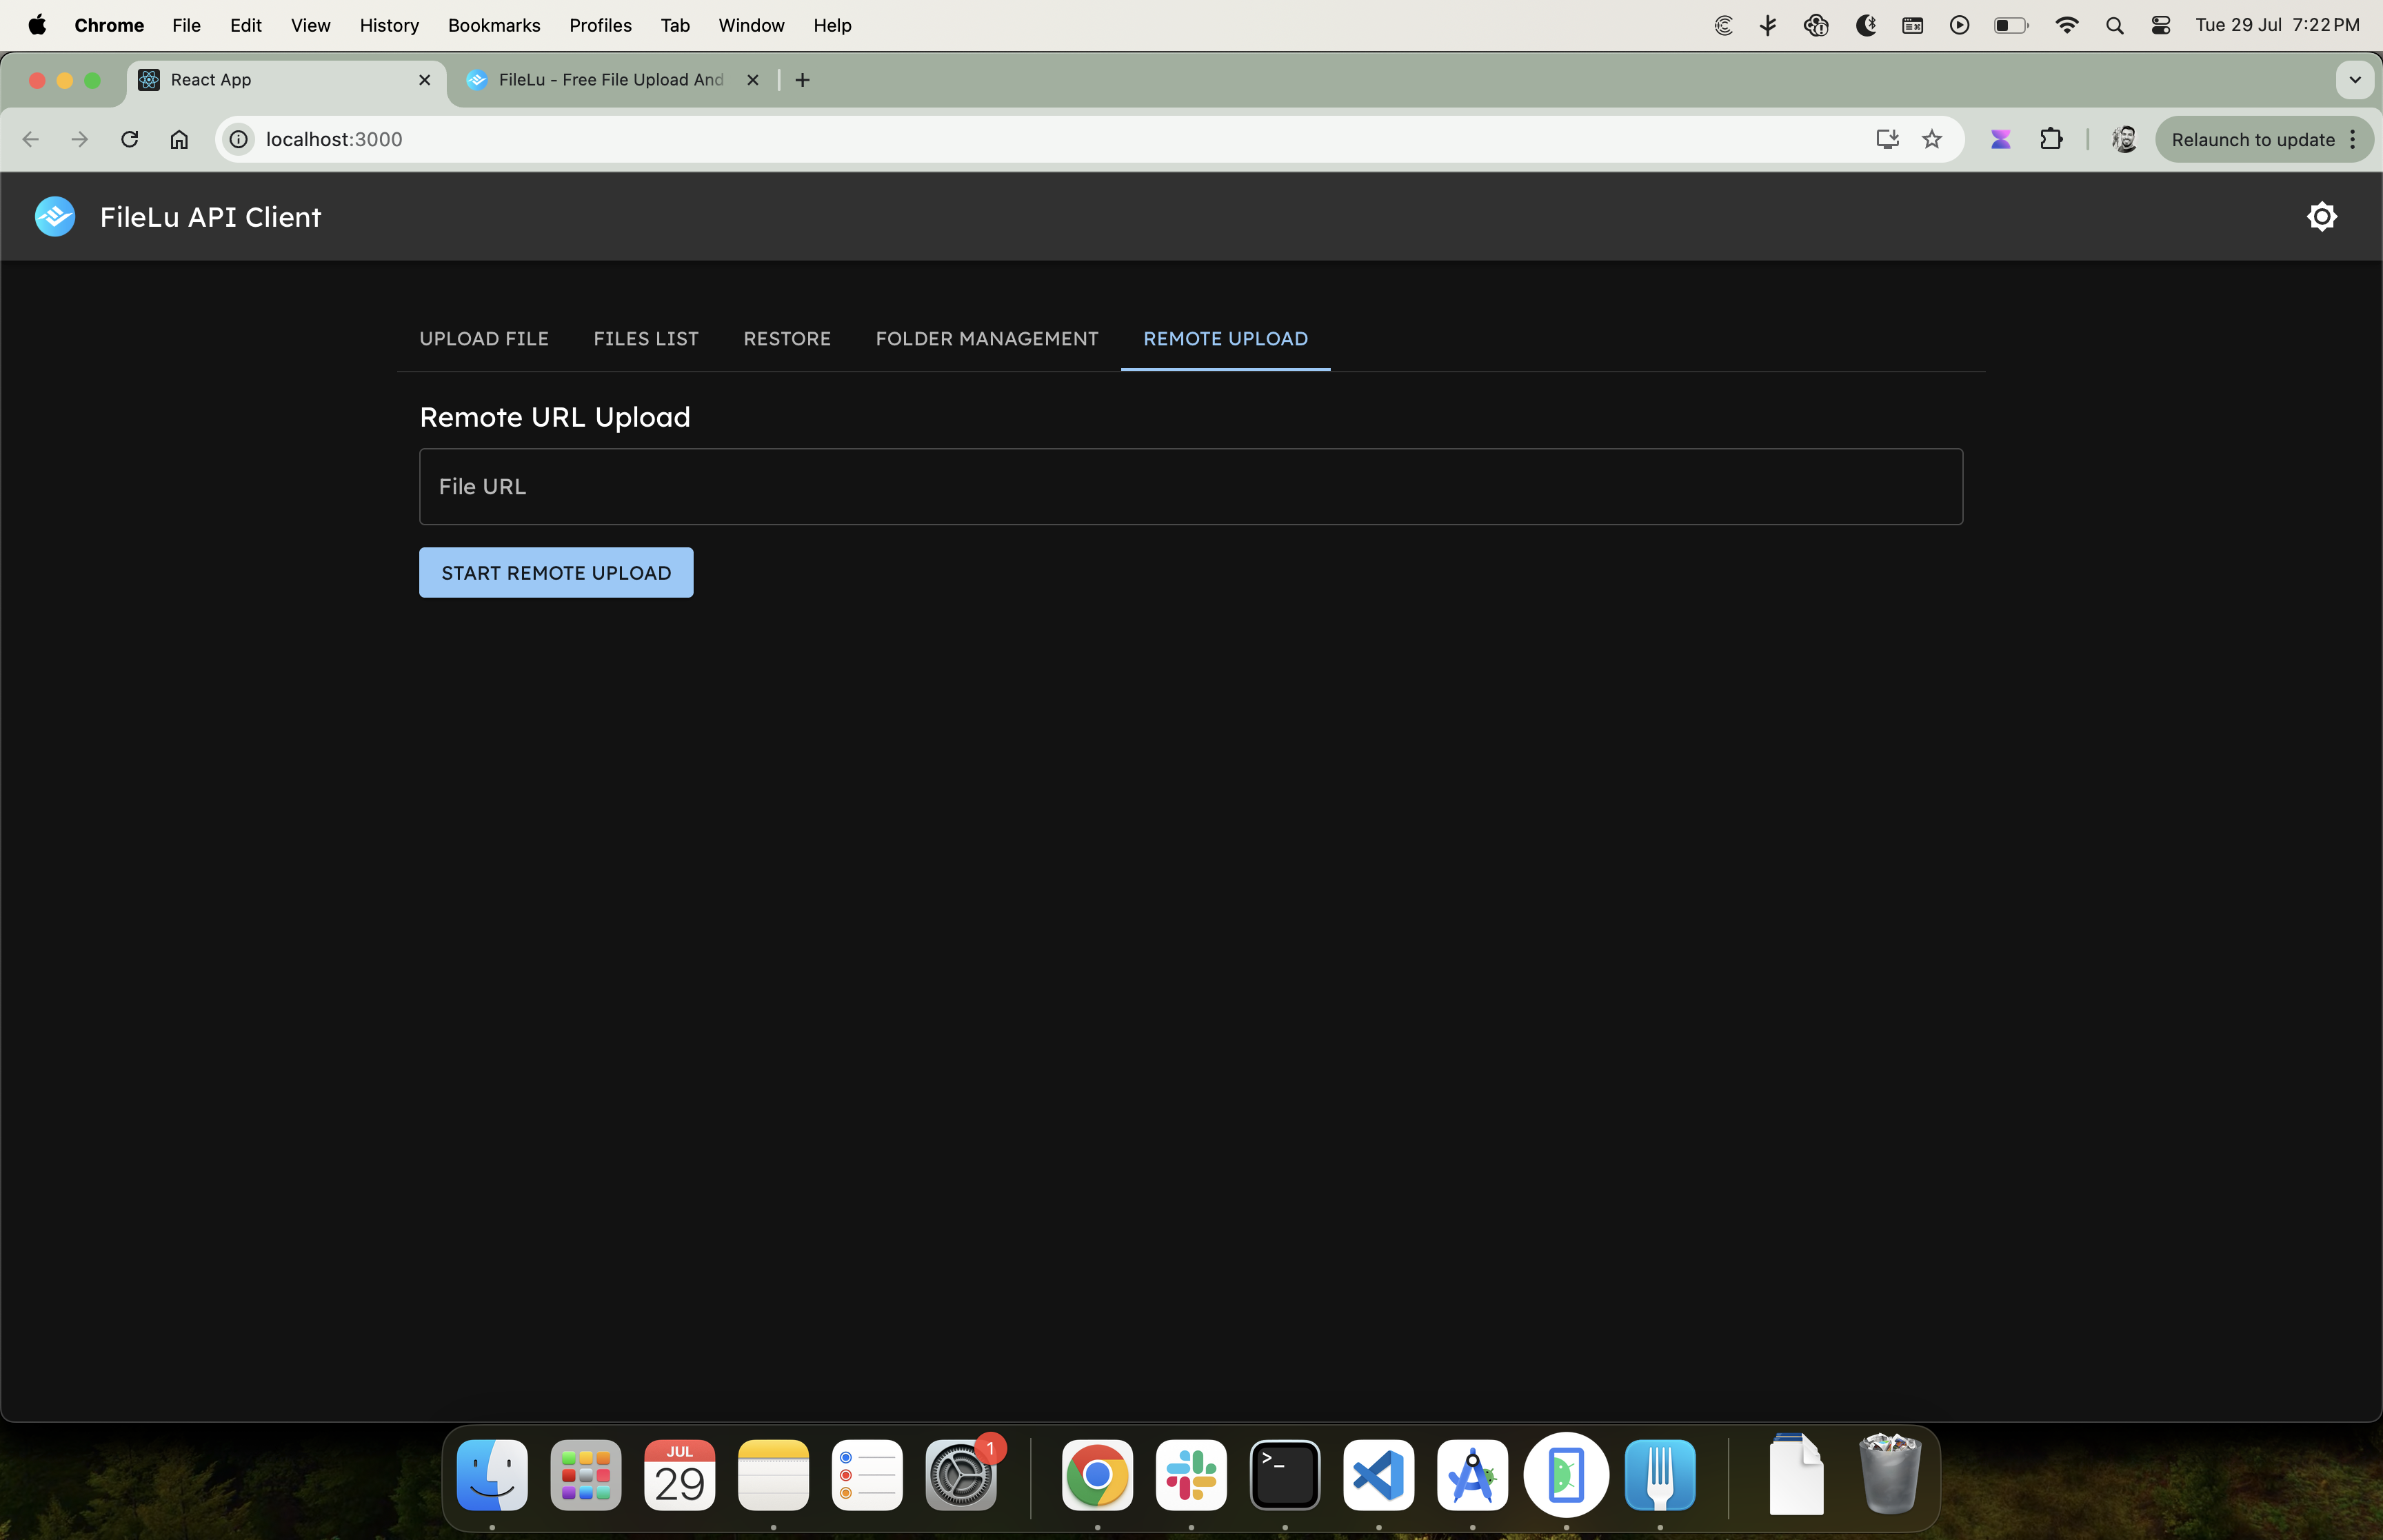 Chrome File Edit View History Bookmarks Profiles Tab Window Help Tue 29 Jul 7:22 PM
React App FileLu - Free File Upload And
localhost:3000 Relaunch to update
FileLu API Client
UPLOAD FILE FILES LIST RESTORE FOLDER MANAGEMENT REMOTE UPLOAD
Remote URL Upload
File URL
START REMOTE UPLOAD
1
JUL
29
>_